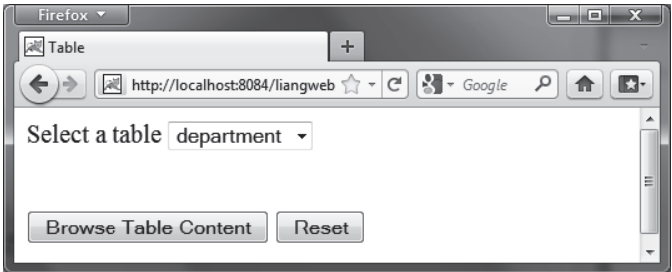 Firefox
Table
http://localhost:8084/liangweb
Google
Select a table department
Browse Table Content Reset